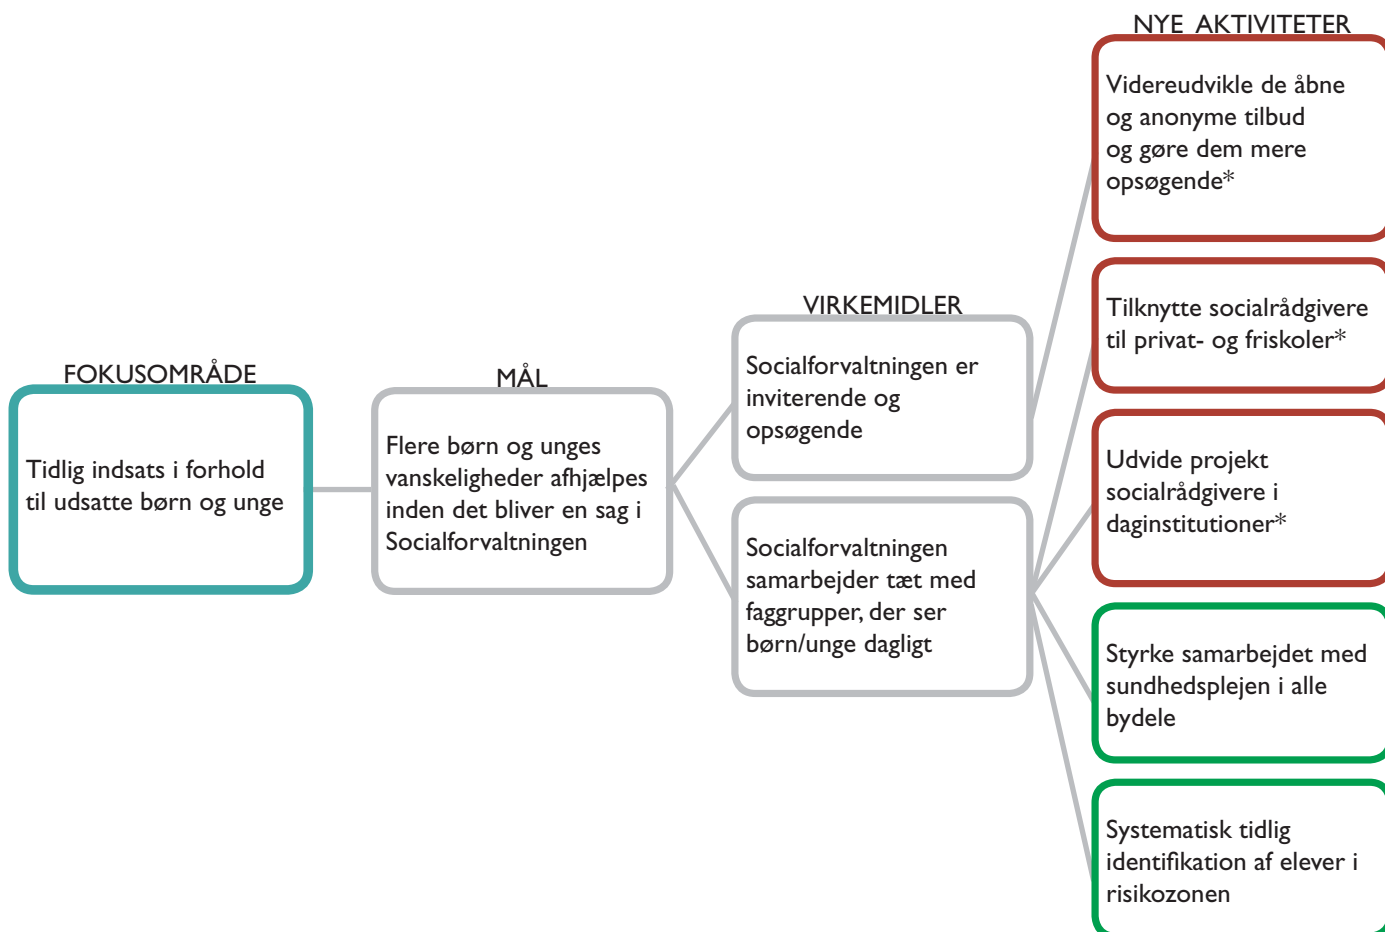 FOKUSOMRÅDE
Tidlig indsats i forhold
til udsatte børn og unge
MÅL
Flere børn og unges
vanskeligheder afhjælpes
inden det bliver en sag i
Socialforvaltningen
VIRKEMIDLER
Socialforvaltningen er
inviterende og
opsøgende
Socialforvaltningen
samarbejder tæt med
faggrupper, der ser
børn/unge dagligt
NYE AKTIVITETER
Videreudvikle de åbne
og anonyme tilbud
og gøre dem mere
opsøgende*
Tilknytte socialrådgivere
til privat- og friskoler*
Udvide projekt
socialrådgivere i
daginstitutioner*
Styrke samarbejdet med
sundhedsplejen i alle
bydele
Systematisk tidlig
identifikation af elever i
risikozonen